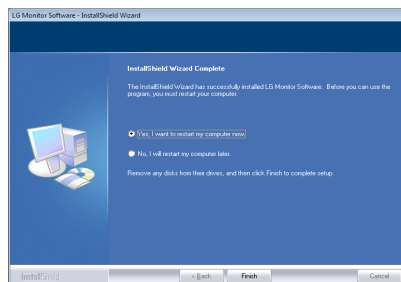 LG Monitor Software - InstallShield Wizard
InstallShield Wizard Complete
The InstallShield Wizard has successfully installed LG Monitor Software. Before you can use the
program, you must restart your computer.
Yes, I want to restart my computer now.
No, I will restart my computer later.
Remove any disks from their drives, and then click Finish to complete setup.
InstallShield
< Back Finish Cancel